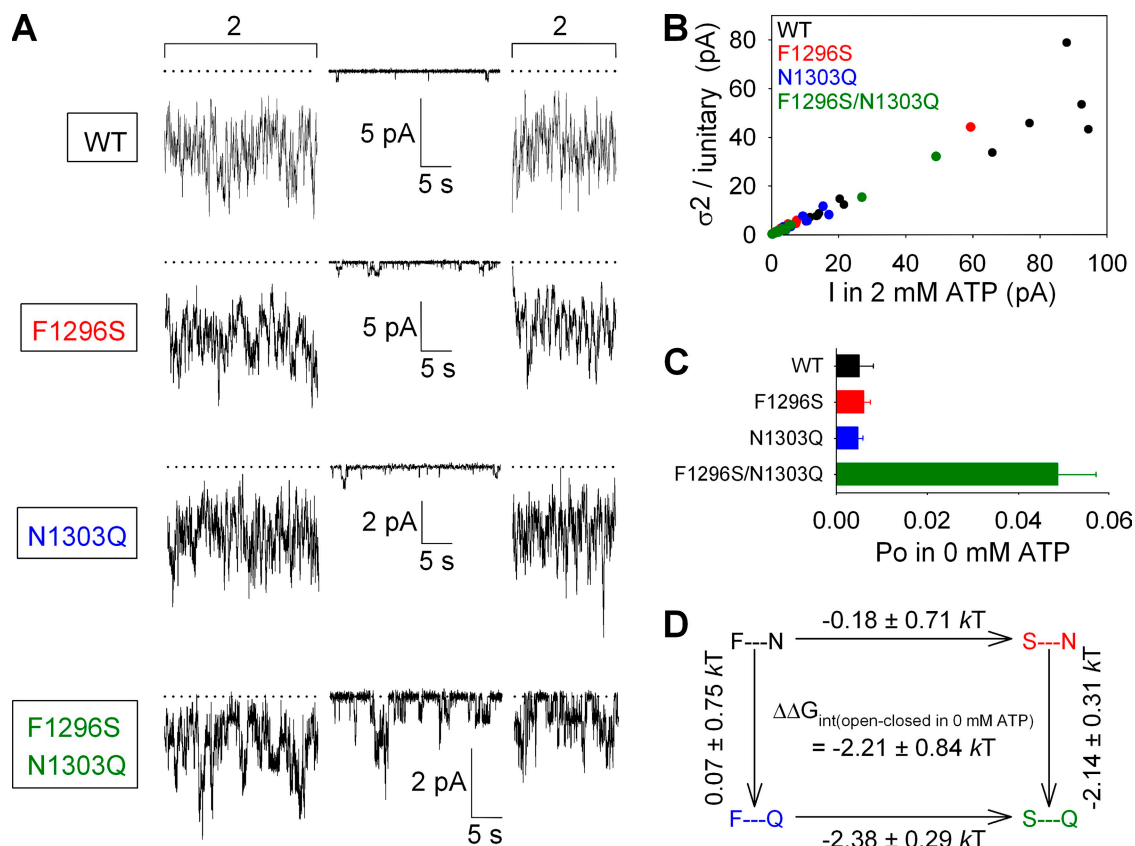 A
2
2
WT
5 pA
5 s
F1296S
5 pA
5 s
N1303Q
2 pA
5 s
F1296S
N1303Q
2 pA
5 s
B
WT
F1296S
N1303Q
F1296S/N1303Q
σ2 / iunitary (pA)
80
60
40
20
0
0 20 40 60 80 100
I in 2 mM ATP (pA)
C
WT
F1296S
N1303Q
F1296S/N1303Q
0.00 0.02 0.04 0.06
Po in 0 mM ATP
D
-0.18 ± 0.71 kT
F---N
S---N
0.07 ± 0.75 kT
ΔΔGint(open-closed in 0 mM ATP)
= -2.21 ± 0.84 kT
-2.14 ± 0.31 kT
F---Q
S---Q
-2.38 ± 0.29 kT